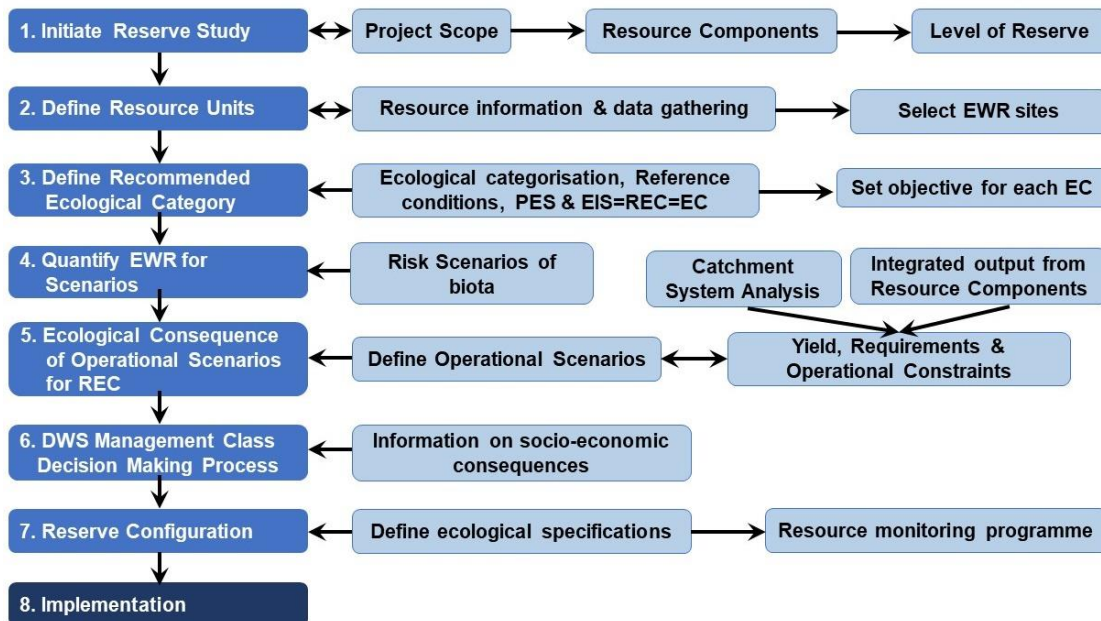 1. Initiate Reserve Study
Project Scope
Resource Components
Level of Reserve
2. Define Resource Units
Resource information & data gathering
Select EWR sites
3. Define Recommended
Ecological Category
Ecological categorisation, Reference
conditions, PES & EIS=REC=EC
Set objective for each EC
4. Quantify EWR for
Scenarios
Risk Scenarios of
biota
Catchment
System Analysis
Integrated output from
Resource Components
5. Ecological Consequence
of Operational Scenarios
for REC
Define Operational Scenarios
Yield, Requirements &
Operational Constraints
6. DWS Management Class
Decision Making Process
Information on socio-economic
consequences
7. Reserve Configuration
Define ecological specifications
Resource monitoring programme
8. Implementation